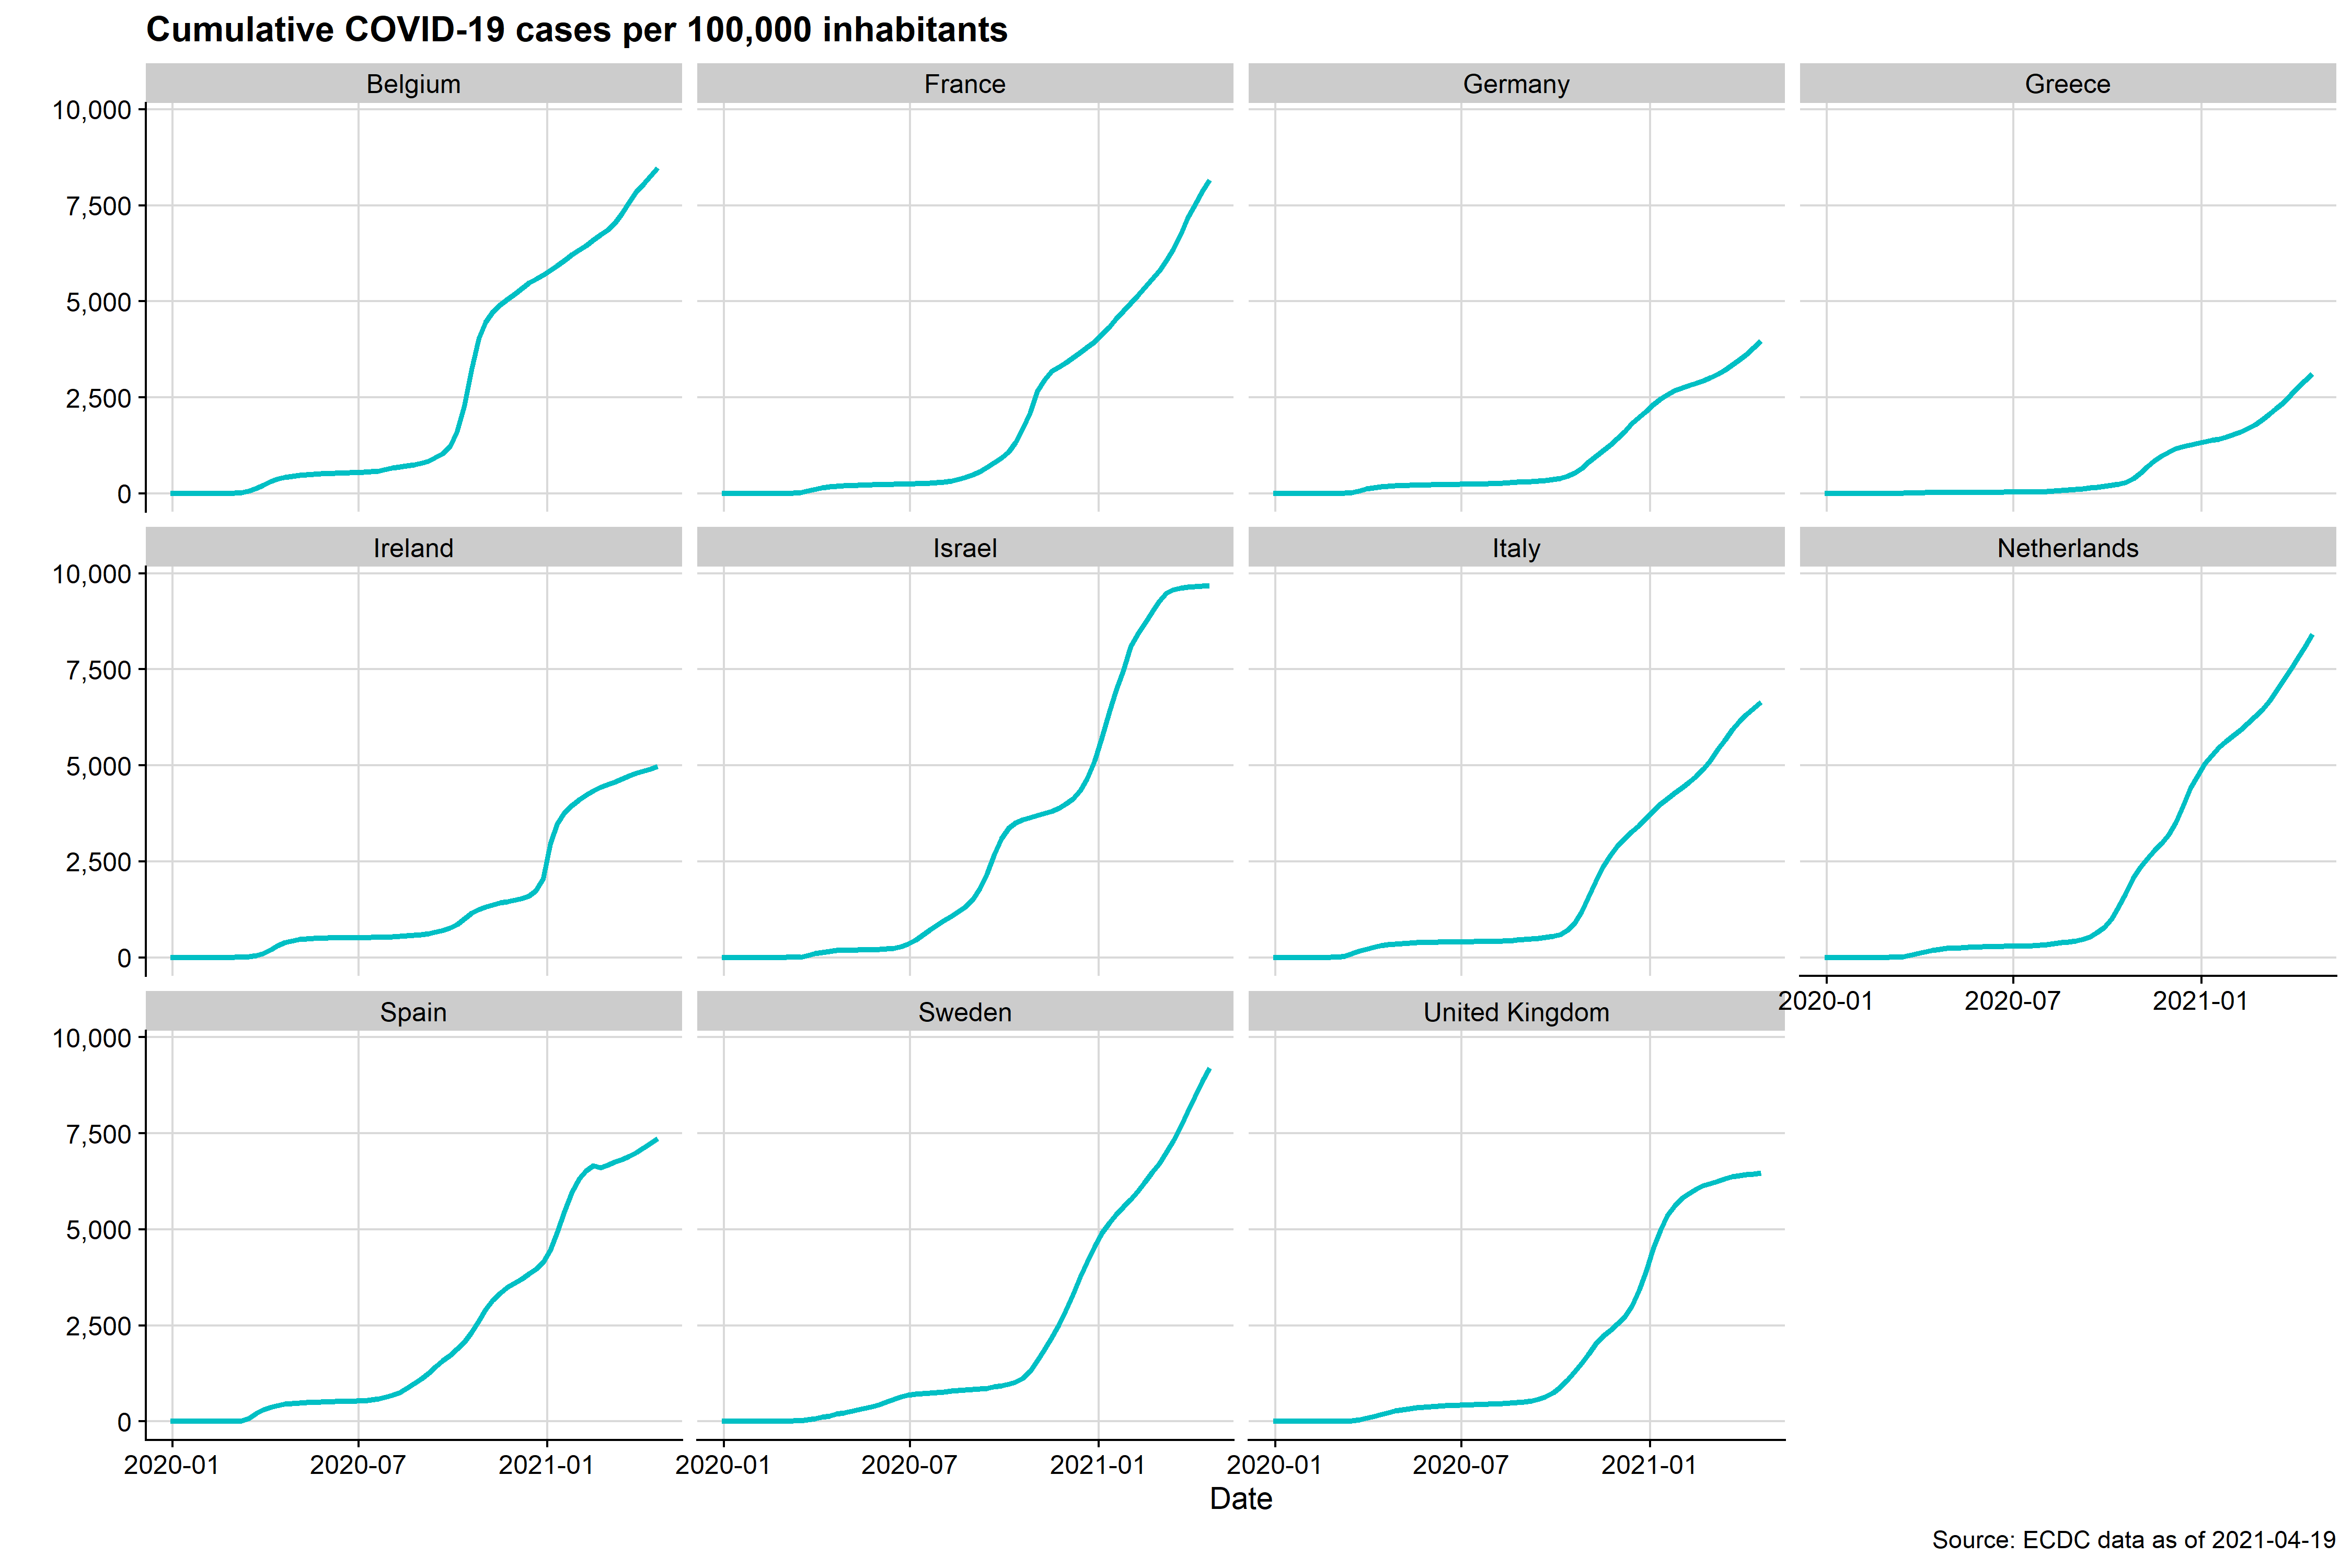 Cumulative COVID-19 cases per 100,000 inhabitants
Belgium France Germany Greece
10,000
7,500
5,000
2,500
0
Ireland Israel Italy Netherlands
10,000
7,500
5,000
2,500
0
2020-01 2020-07 2021-01
Spain Sweden United Kingdom
10,000
7,500
5,000
2,500
0
2020-01 2020-07 2021-01 2020-01 2020-07 2021-01 2020-01 2020-07 2021-01
Date
Source: ECDC data as of 2021-04-19